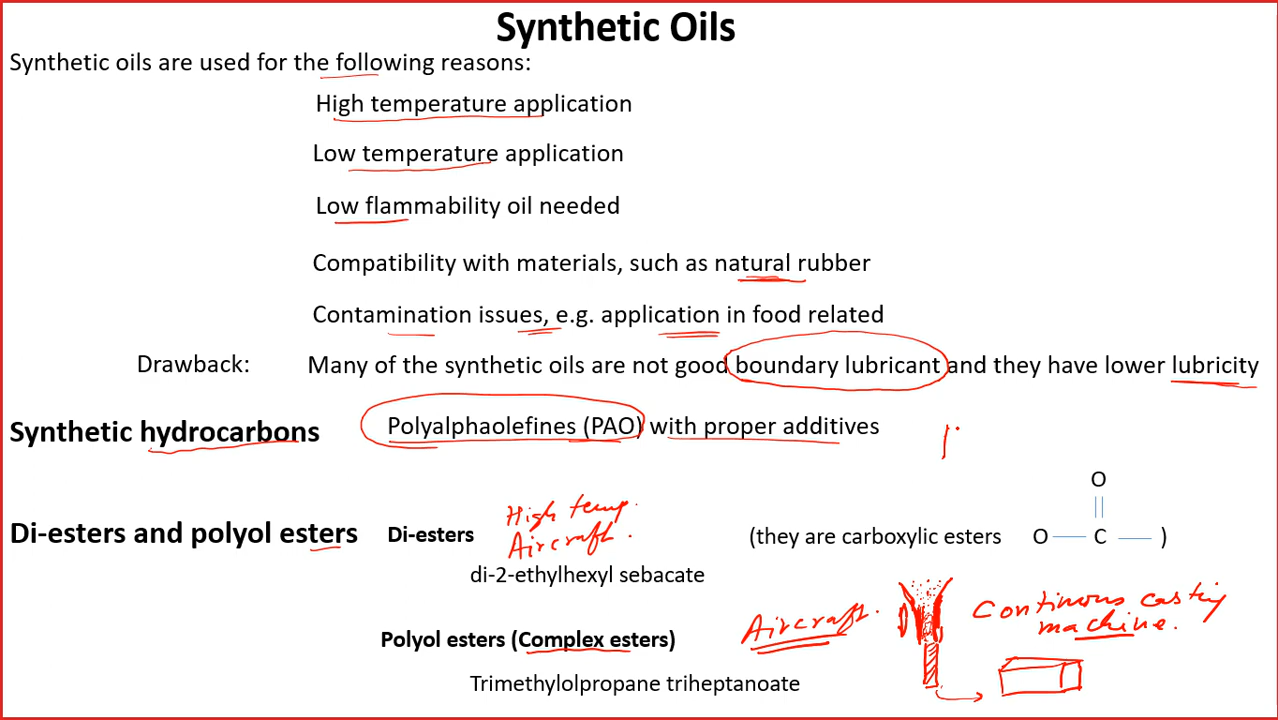 Synthetic Oils
Synthetic oils are used for the following reasons:
High temperature application
Low temperature application
Low flammability oil needed
Compatibility with materials, such as natural rubber
Contamination issues, e.g. application in food related
Drawback: Many of the synthetic oils are not good boundary lubricant and they have lower lubricity
Synthetic hydrocarbons Polyalphaolefines (PAO) with proper additives
O
High temp.
Di-esters and polyol esters Di-esters Aircraft. (they are carboxylic esters O C )
di-2-ethylhexyl sebacate
Polyol esters (Complex esters) Aircraft. Continous casting
machine.
Trimethylolpropane triheptanoate